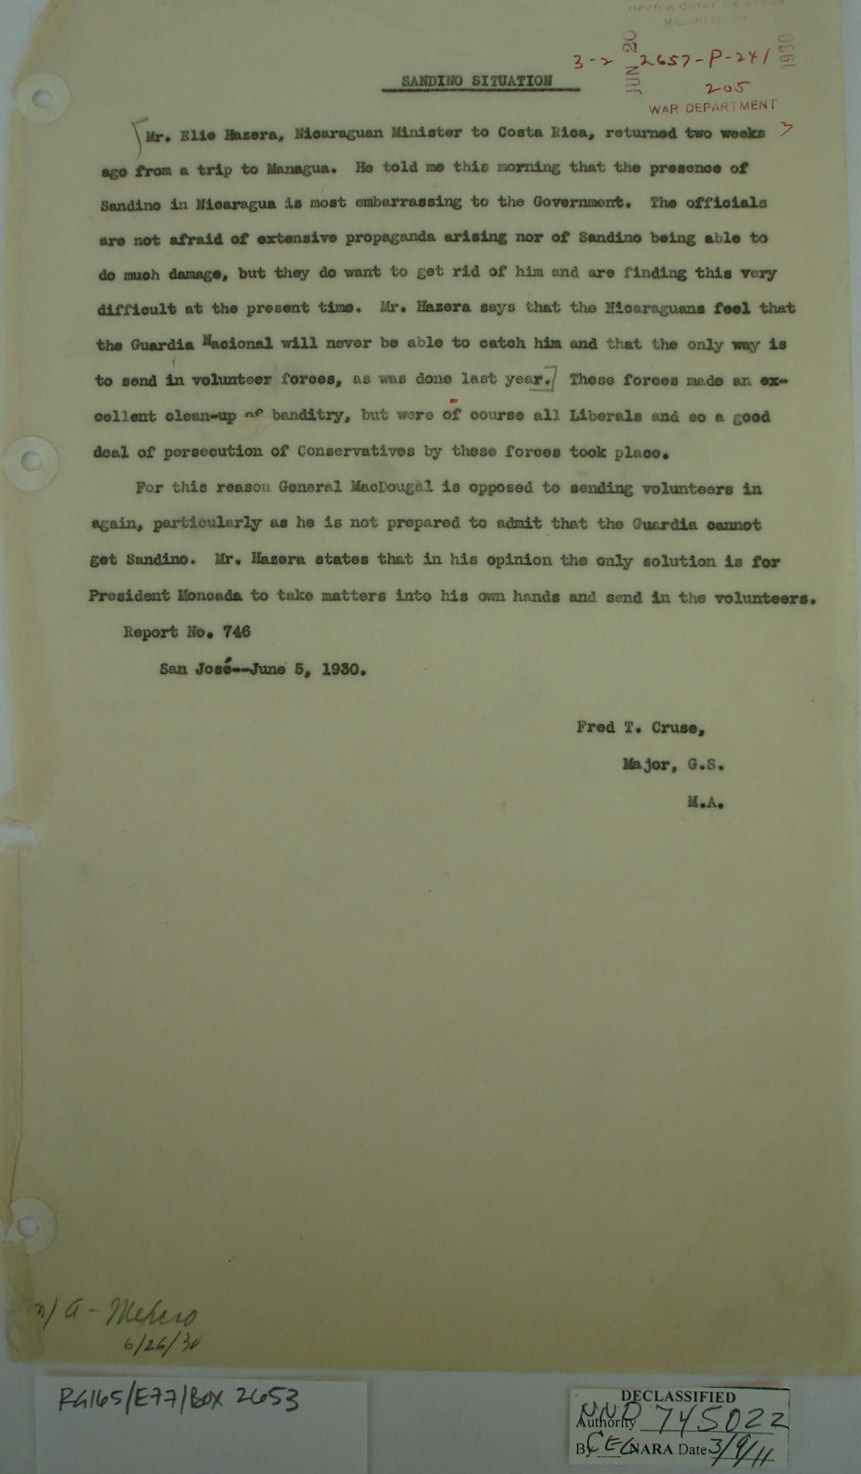 MIL. INTEL. DIV.
JUN 20 1930
3-2 2657-P-241
205
SANDINO SITUATION
WAR DEPARTMENT
Mr. Elie Hazera, Nicaraguan Minister to Costa Rica, returned two weeks 3
ago from a trip to Managua. He told me this morning that the presence of
Sandino in Nicaragua is most embarrassing to the Government. The officials
are not afraid of extensive propaganda arising nor of Sandino being able to
do much damage, but they do want to get rid of him and are finding this very
difficult at the present time. Mr. Hazera says that the Nicaraguans feel that
the Guardia Nacional will never be able to catch him and that the only way is
to send in volunteer forces, as was done last year.] These forces made an ex-
cellent clean-up of banditry, but were of course all Liberals and so a good
deal of persecution of Conservatives by these forces took place.
For this reason General MacDougal is opposed to sending volunteers in
again, particularly as he is not prepared to admit that the Guardia cannot
get Sandino. Mr. Hazera states that in his opinion the only solution is for
President Moncada to take matters into his own hands and send in the volunteers.
Report No. 746
San José--June 5, 1930.
Fred T. Cruse,
Major, G.S.
M.A.
6/26/30
RG165/E77/Box 2653
DECLASSIFIED
Authority NND 745022
By CEG NARA Date 3/9/11